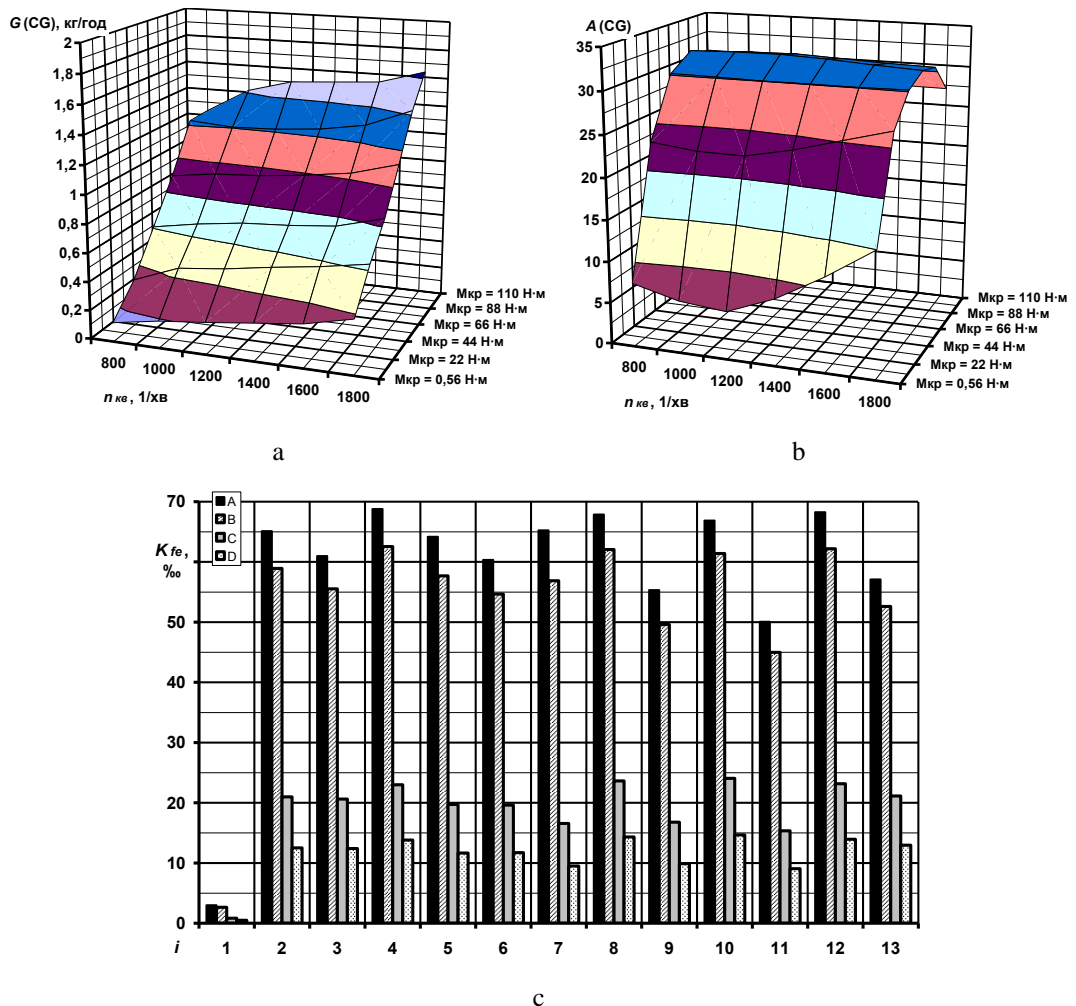 G (CG), кг/год
2
1,8
1,6
1,4
1,2
1
0,8
0,6
0,4
0,2
0
800
1000
1200
1400
1600
1800
n кв , 1/хв
Мкр = 110 Н·м
Мкр = 88 Н·м
Мкр = 66 Н·м
Мкр = 44 Н·м
Мкр = 22 Н·м
Мкр = 0,56 Н·м
a
A (CG)
35
30
25
20
15
10
5
0
800
1000
1200
1400
1600
1800
n кв , 1/хв
Мкр = 110 Н·м
Мкр = 88 Н·м
Мкр = 66 Н·м
Мкр = 44 Н·м
Мкр = 22 Н·м
Мкр = 0,56 Н·м
b
70
K fe ,
‰
50
40
30
20
10
0
A
B
C
D
i 1 2 3 4 5 6 7 8 9 10 11 12 13
c